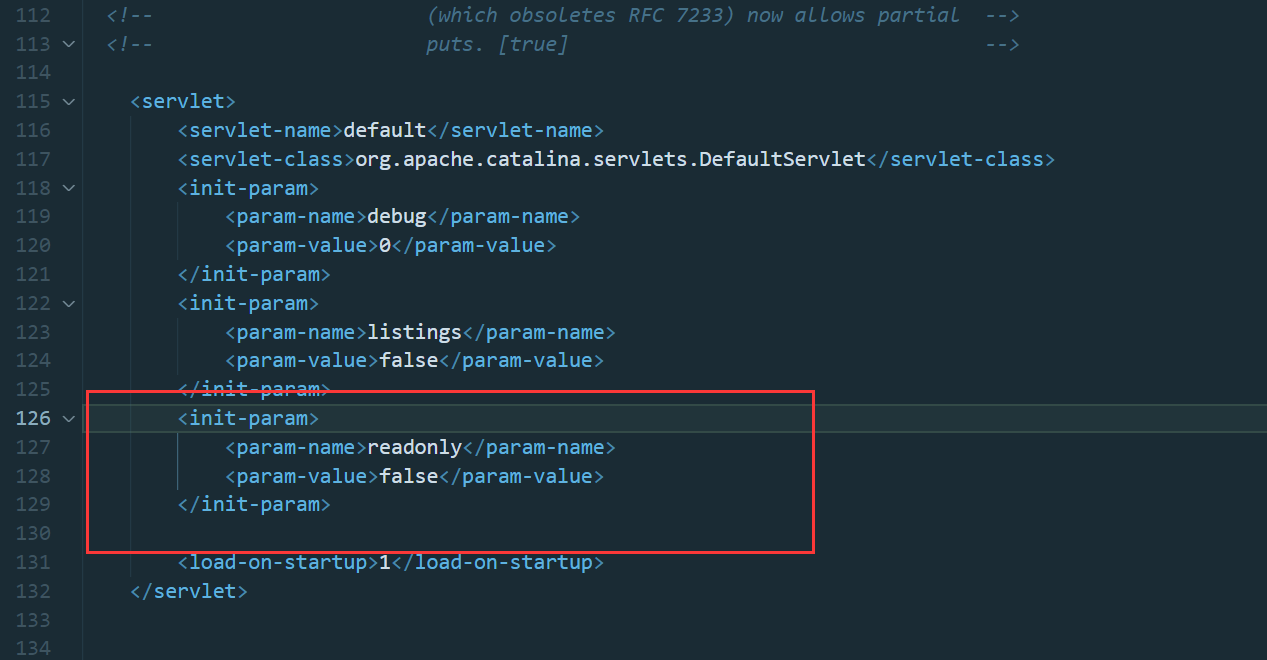 112 <!-- (which obsoletes RFC 7233) now allows partial -->
113 <!-- puts. [true] -->
114
115 <servlet>
116 <servlet-name>default</servlet-name>
117 <servlet-class>org.apache.catalina.servlets.DefaultServlet</servlet-class>
118 <init-param>
119 <param-name>debug</param-name>
120 <param-value>0</param-value>
121 </init-param>
122 <init-param>
123 <param-name>listings</param-name>
124 <param-value>false</param-value>
125 </init-param>
126 <init-param>
127 <param-name>readonly</param-name>
128 <param-value>false</param-value>
129 </init-param>
130
131 <load-on-startup>1</load-on-startup>
132 </servlet>
133
134